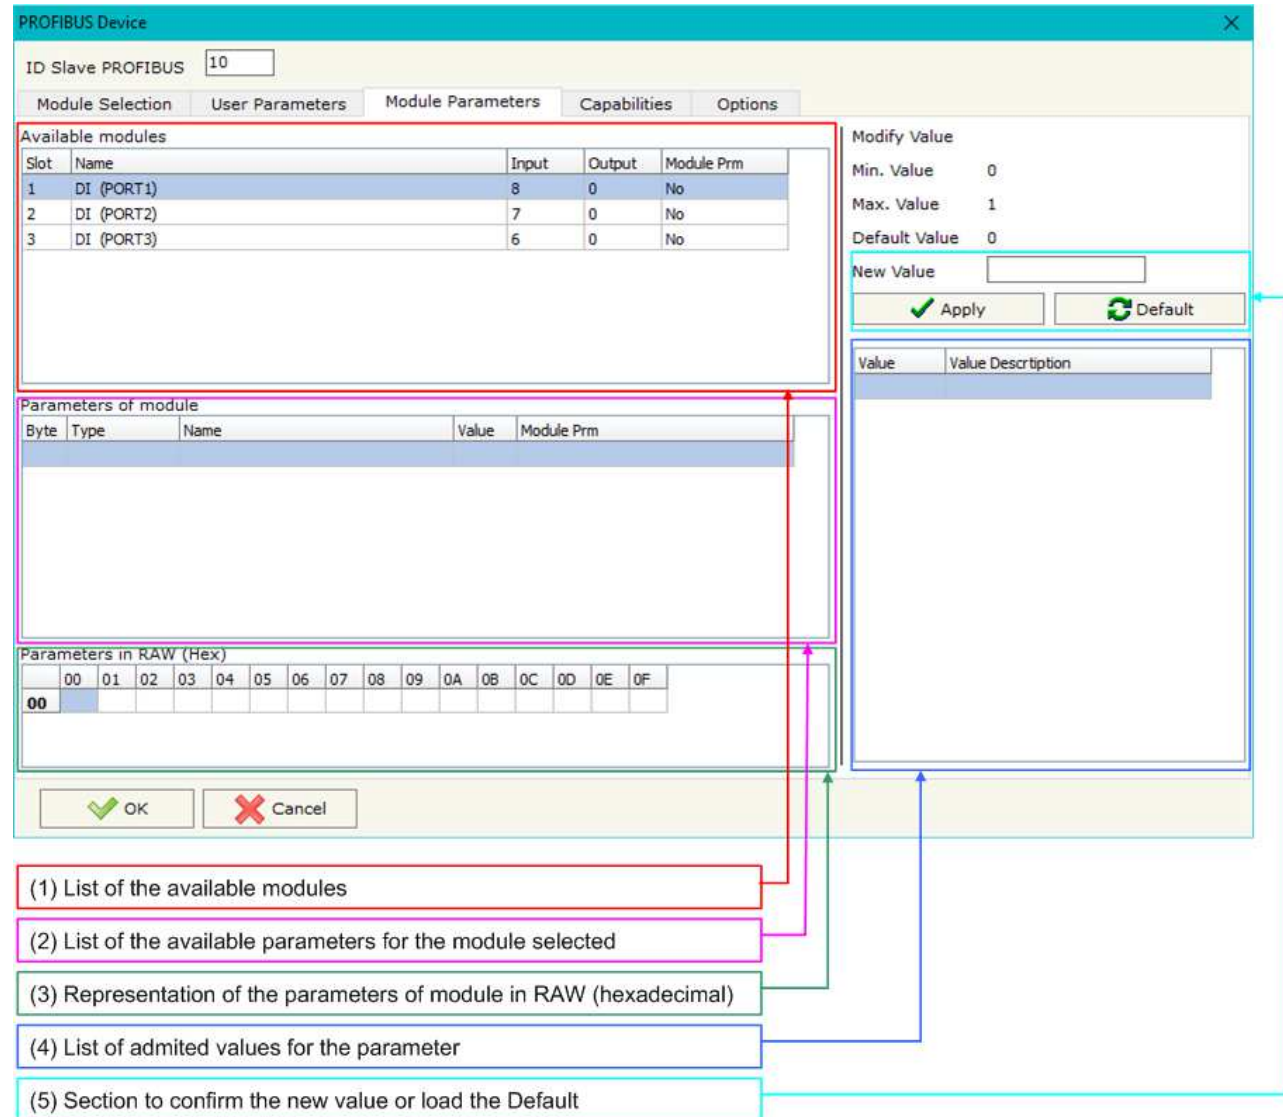 PROFIBUS Device
ID Slave PROFIBUS 10
Module Selection User Parameters Module Parameters Capabilities Options
Available modules
Slot Name Input Output Module Prm
1 DI (PORT1) 8 0 No
2 DI (PORT2) 7 0 No
3 DI (PORT3) 6 0 No
Modify Value
Min. Value 0
Max. Value 1
Default Value 0
New Value
Apply Default
Value Value Descrtiption
Parameters of module
Byte Type Name Value Module Prm
Parameters in RAW (Hex)
00 01 02 03 04 05 06 07 08 09 0A 0B 0C 0D 0E 0F
00
OK Cancel
(1) List of the available modules
(2) List of the available parameters for the module selected
(3) Representation of the parameters of module in RAW (hexadecimal)
(4) List of admited values for the parameter
(5) Section to confirm the new value or load the Default